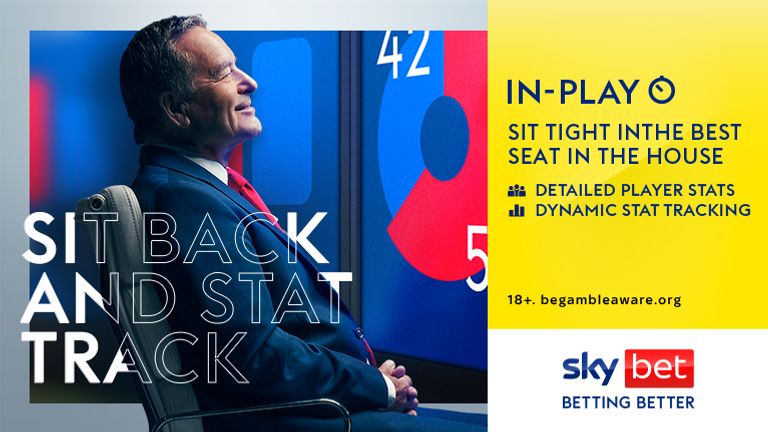 42
5
SIT BACK
AND STAT
TRACK
IN-PLAY
SIT TIGHT INTHE BEST
SEAT IN THE HOUSE
DETAILED PLAYER STATS
DYNAMIC STAT TRACKING
18+. begambleaware.org
sky bet
BETTING BETTER